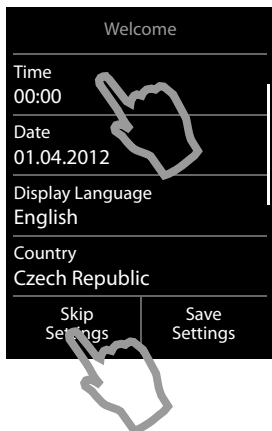 Welcome
Time
00:00
Date
01.04.2012
Display Language
English
Country
Czech Republic
Skip
Settings
Save
Settings